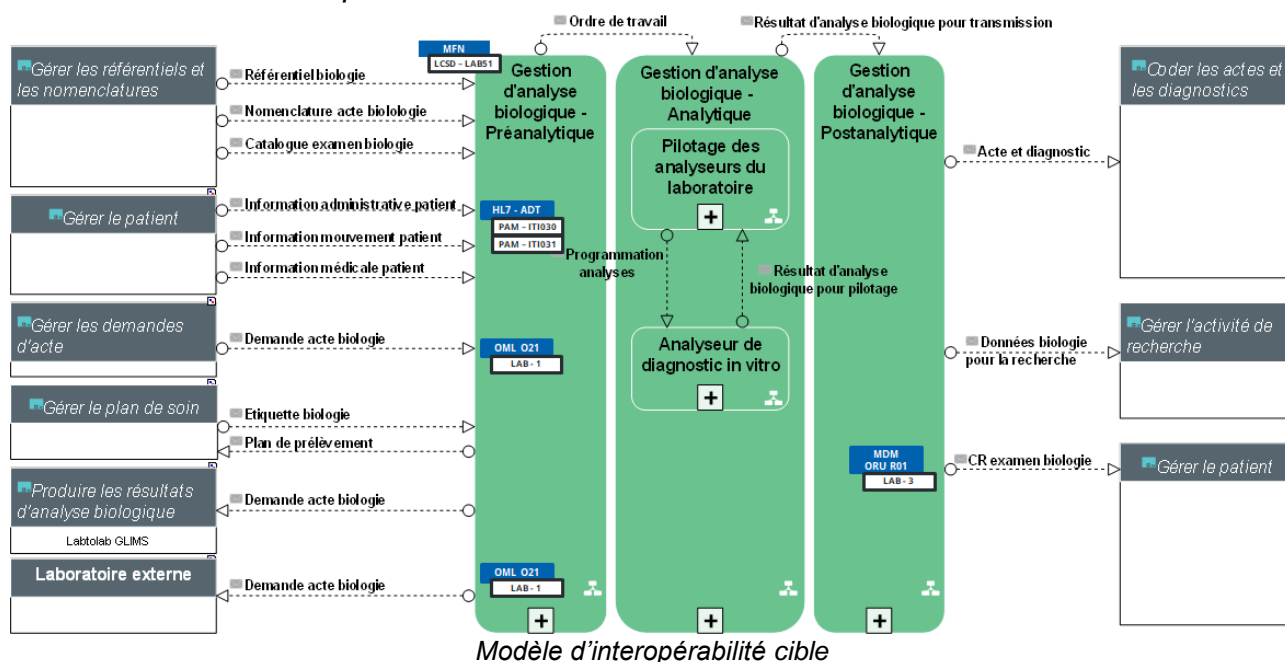 Ordre de travail
Résultat d'analyse biologique pour transmission
MFN
LCSD – LAB51
Gérer les référentiels et
les nomenclatures
Référentiel biologie
Nomenclature acte biolologie
Catalogue examen biologie
Gestion
d'analyse
biologique -
Préanalytique
Gestion d'analyse
biologique -
Analytique
Pilotage des
analyseurs du
laboratoire
Gestion
d'analyse
biologique -
Postanalytique
Coder les actes et
les diagnostics
Acte et diagnostic
Gérer le patient
Information administrative patient
Information mouvement patient
Information médicale patient
HL7 - ADT
PAM – ITI030
PAM – ITI031
Programmation
analyses
Résultat d'analyse
biologique pour pilotage
Gérer les demandes
d'acte
Demande acte biologie
OML O21
LAB - 1
Analyseur de
diagnostic in vitro
Données biologie
pour la recherche
Gérer l'activité de
recherche
Gérer le plan de soin
Etiquette biologie
Plan de prélèvement
MDM
ORU R01
LAB - 3
CR examen biologie
Gérer le patient
Produire les résultats
d'analyse biologique
Labtolab GLIMS
Demande acte biologie
Laboratoire externe
Demande acte biologie
OML O21
LAB - 1
Modèle d'interopérabilité cible